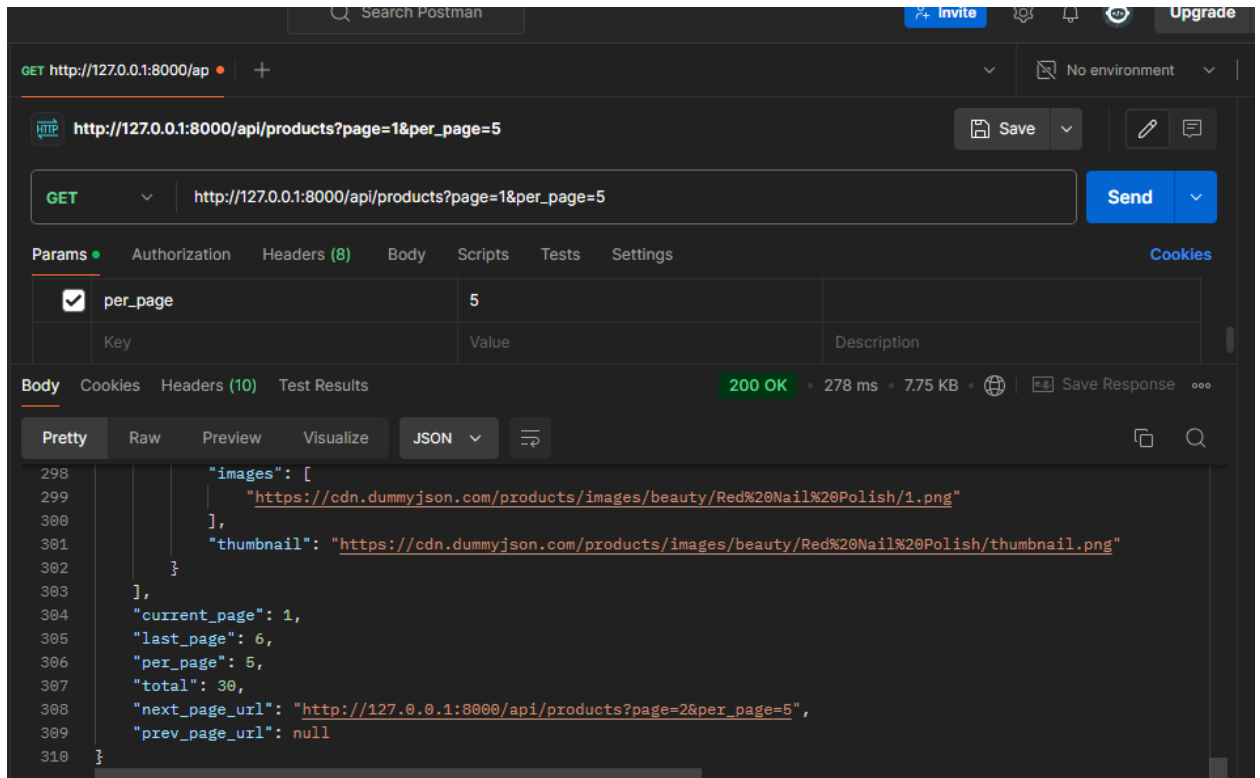 Search Postman Invite Upgrade
GET http://127.0.0.1:8000/ap No environment
HTTP http://127.0.0.1:8000/api/products?page=1&per_page=5 Save
GET http://127.0.0.1:8000/api/products?page=1&per_page=5 Send
Params Authorization Headers (8) Body Scripts Tests Settings Cookies
per_page 5
Key Value Description
Body Cookies Headers (10) Test Results 200 OK 278 ms 7.75 KB e.g. Save Response
Pretty Raw Preview Visualize JSON
298 "images": [
299 "https://cdn.dummyjson.com/products/images/beauty/Red%20Nail%20Polish/1.png"
300 ],
301 "thumbnail": "https://cdn.dummyjson.com/products/images/beauty/Red%20Nail%20Polish/thumbnail.png"
302 }
303 ],
304 "current_page": 1,
305 "last_page": 6,
306 "per_page": 5,
307 "total": 30,
308 "next_page_url": "http://127.0.0.1:8000/api/products?page=2&per_page=5",
309 "prev_page_url": null
310 }